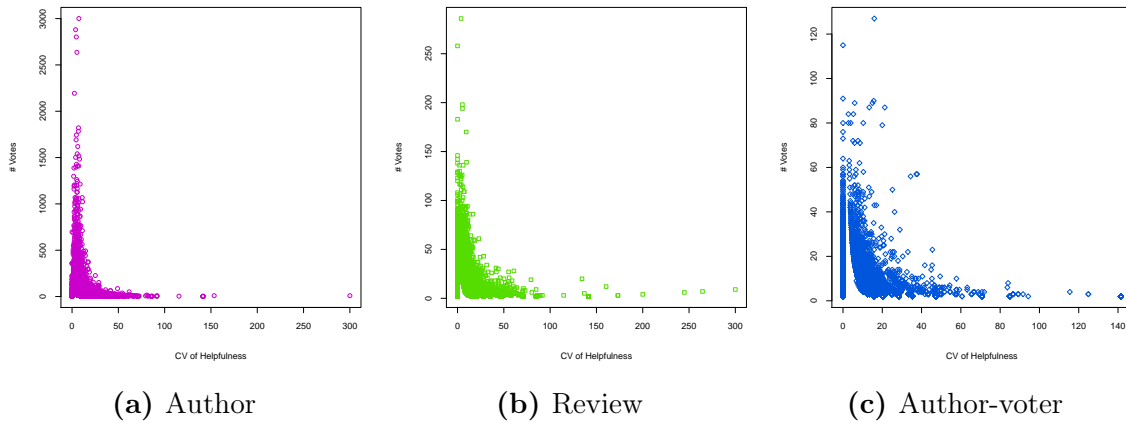 3000
2500
2000
1500
1000
500
0
# Votes
0 50 100 150 200 250 300
CV of Helpfulness
(a) Author
250
200
150
100
50
0
# Votes
0 50 100 150 200 250 300
CV of Helpfulness
(b) Review
120
100
80
60
40
20
0
# Votes
0 20 40 60 80 100 120 140
CV of Helpfulness
(c) Author-voter